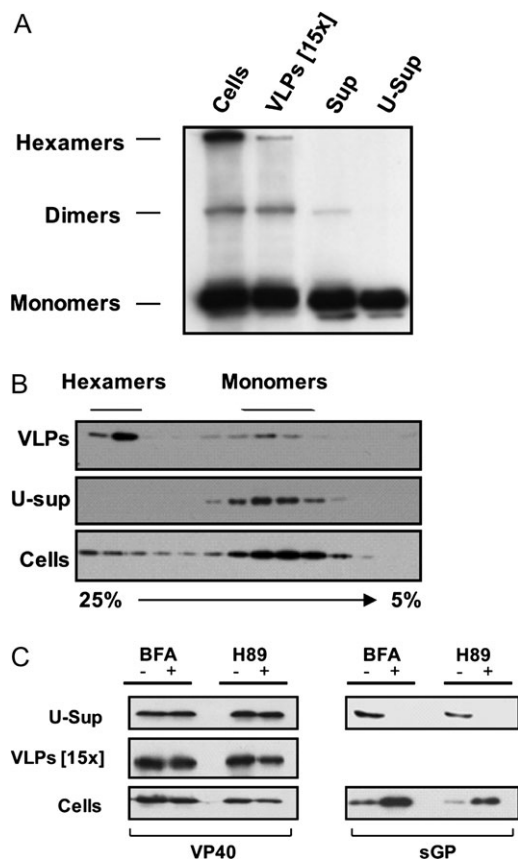 A
Cells
VLPs [15x]
Sup
U-Sup
Hexamers
Dimers
Monomers
B
Hexamers Monomers
VLPs
U-sup
Cells
25% 5%
C
BFA H89 BFA H89
- + - + - + - +
U-Sup
VLPs [15x]
Cells
VP40 sGP